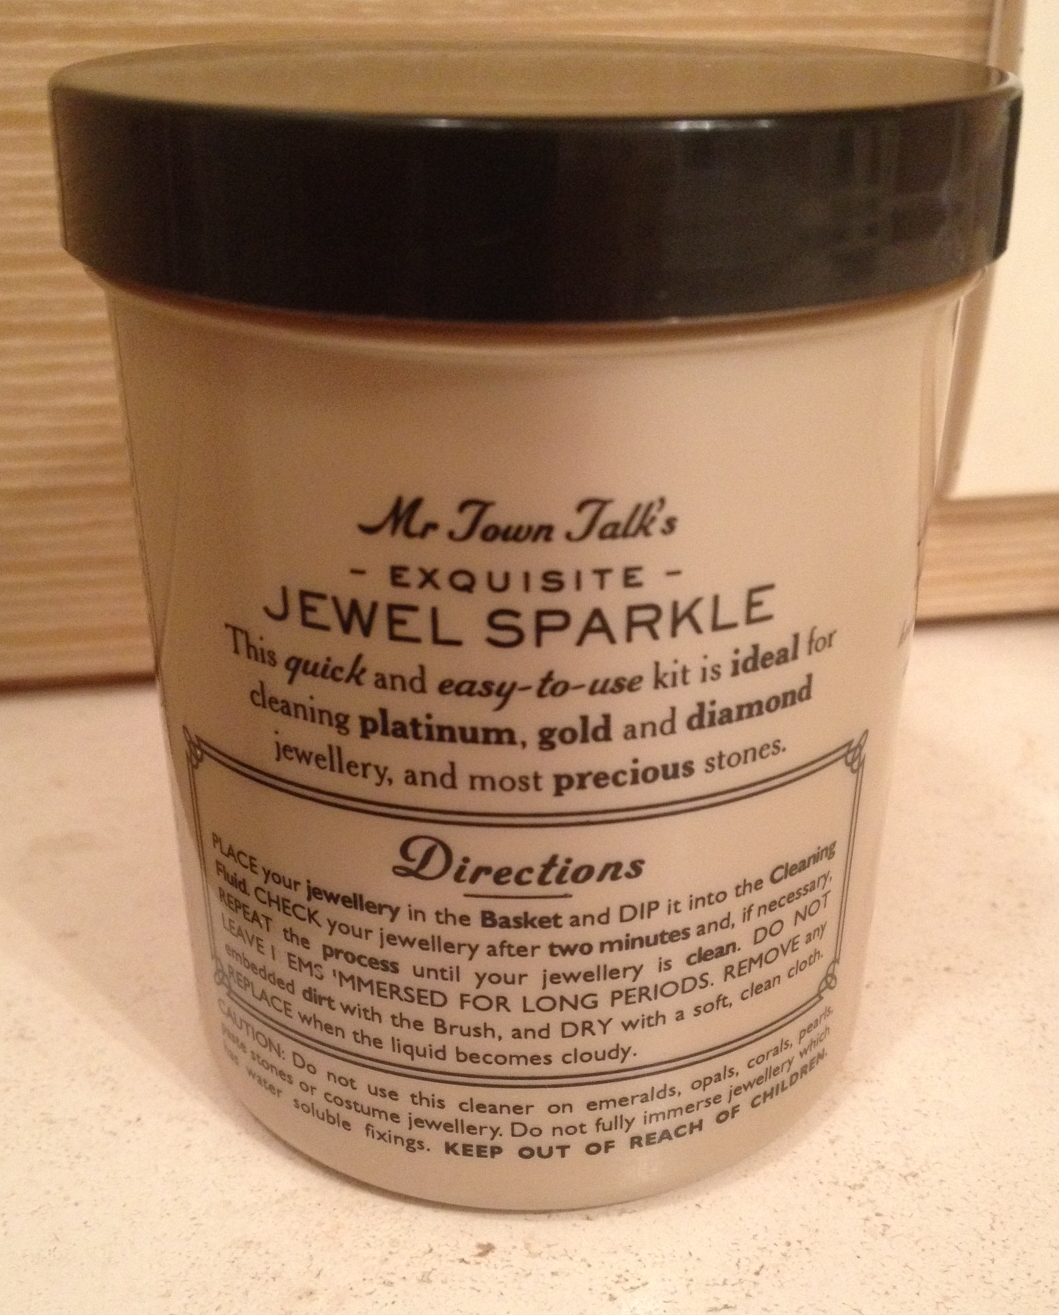 Mr Town Talk's
- EXQUISITE -
JEWEL SPARKLE
This quick and easy-to-use kit is ideal for
cleaning platinum, gold and diamond
jewellery, and most precious stones.
Directions
PLACE your jewellery in the Basket and DIP it into the Cleaning
Fluid. CHECK your jewellery after two minutes and, if necessary,
REPEAT the process until your jewellery is clean. DO NOT
LEAVE I EMS 'MMERSED FOR LONG PERIODS. REMOVE any
embedded dirt with the Brush, and DRY with a soft, clean cloth.
REPLACE when the liquid becomes cloudy.
CAUTION: Do not use this cleaner on emeralds, opals, corals, pearls,
paste stones or costume jewellery. Do not fully immerse jewellery which
has water soluble fixings. KEEP OUT OF REACH OF CHILDREN.